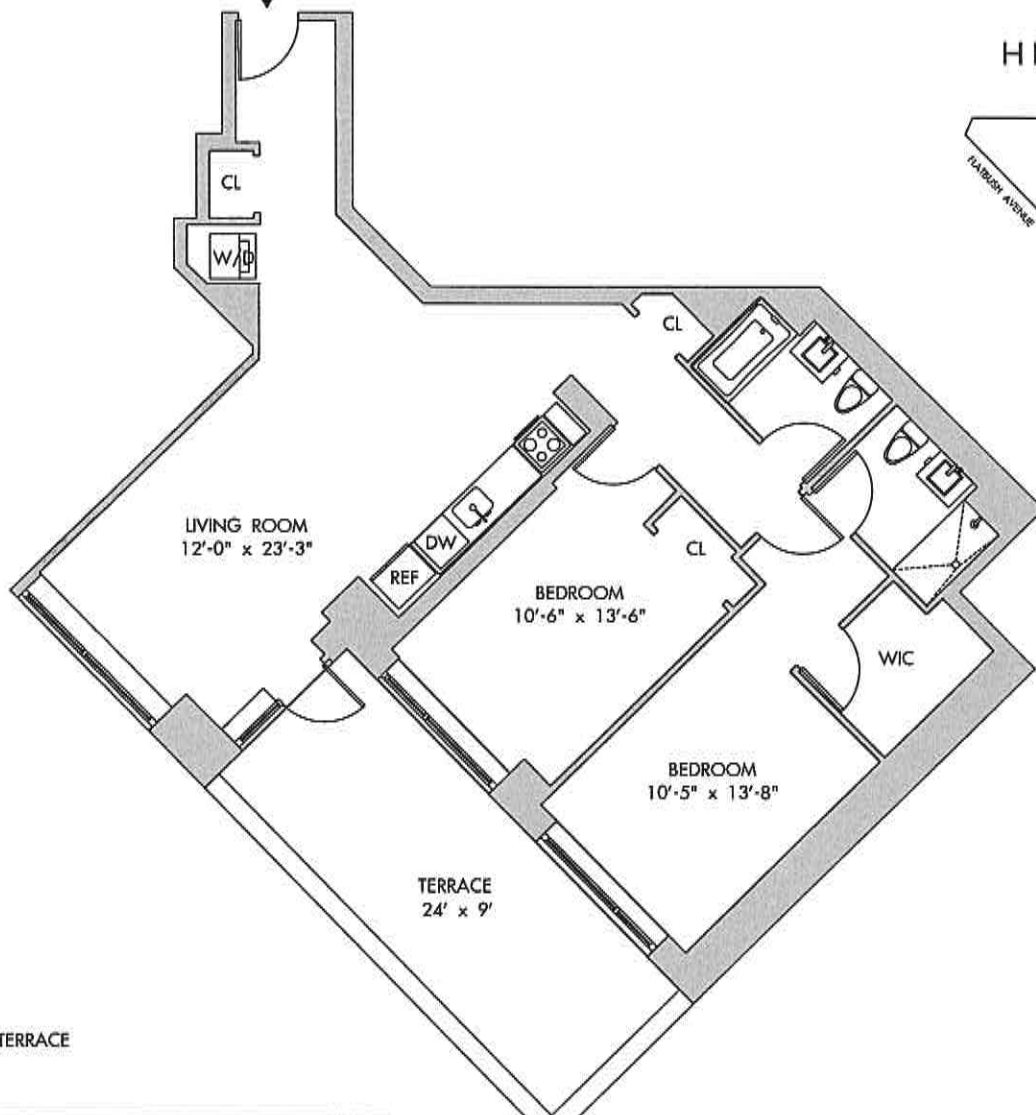 H
FLATBUSH AVENUE
CL
W/D
CL
LIVING ROOM
12'-0" x 23'-3"
DW
REF
CL
BEDROOM
10'-6" x 13'-6"
WIC
BEDROOM
10'-5" x 13'-8"
TERRACE
24' x 9'
TERRACE